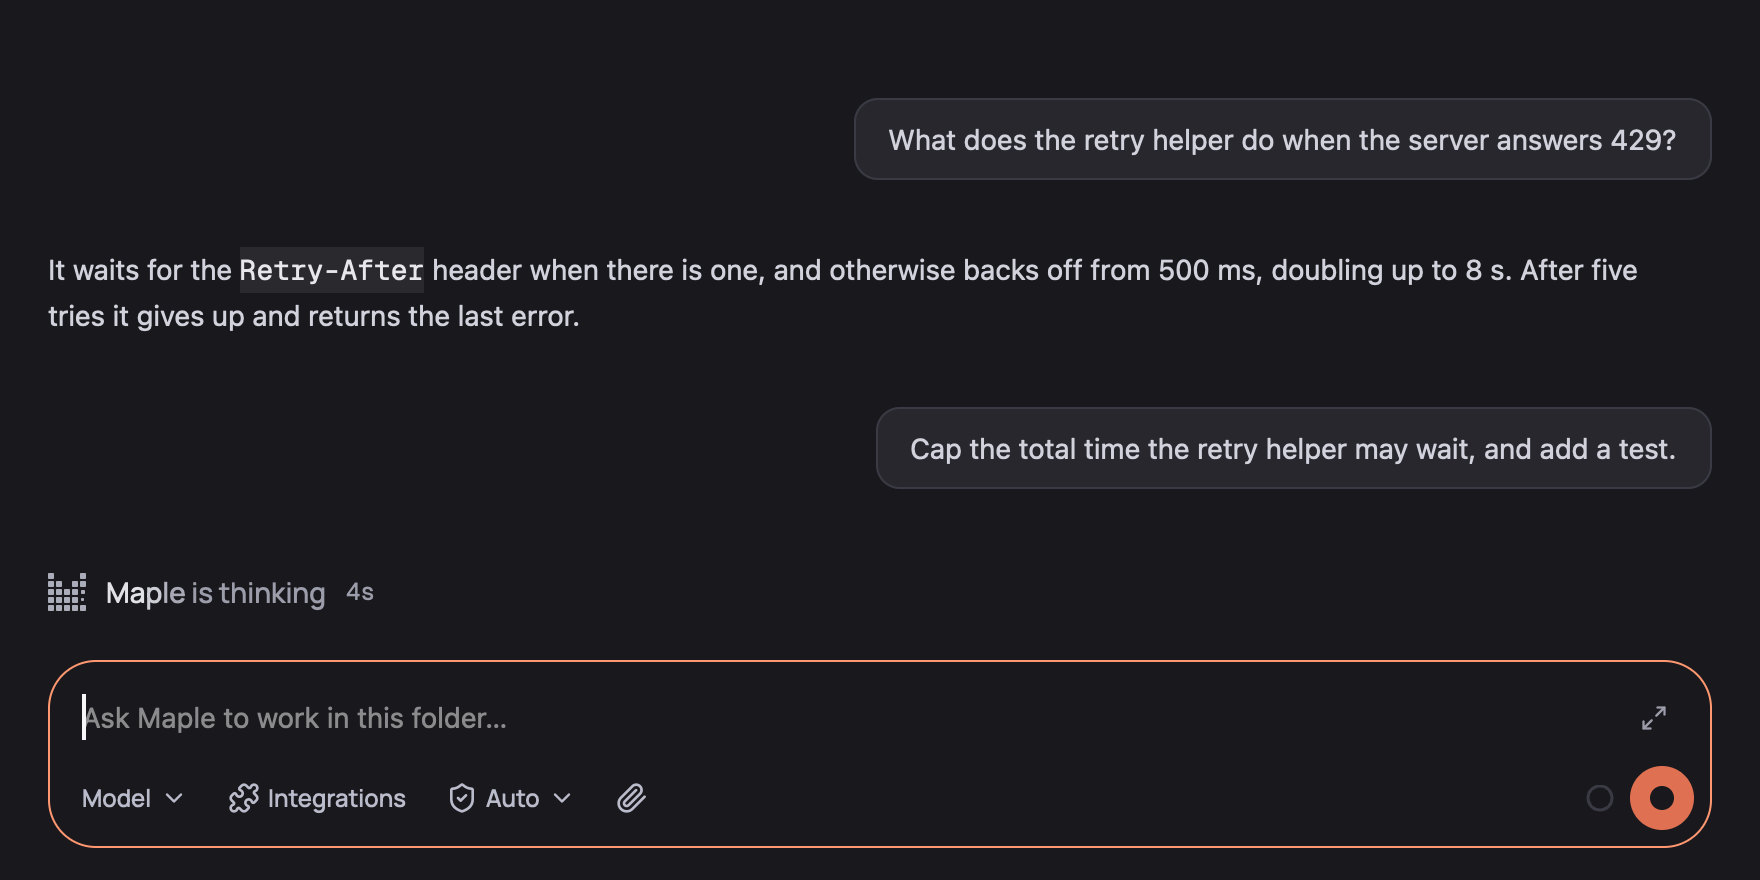 What does the retry helper do when the server answers 429?
It waits for the Retry-After header when there is one, and otherwise backs off from 500 ms, doubling up to 8 s. After five
tries it gives up and returns the last error.
Cap the total time the retry helper may wait, and add a test.
Maple is thinking 4s
Ask Maple to work in this folder...
Model Integrations Auto